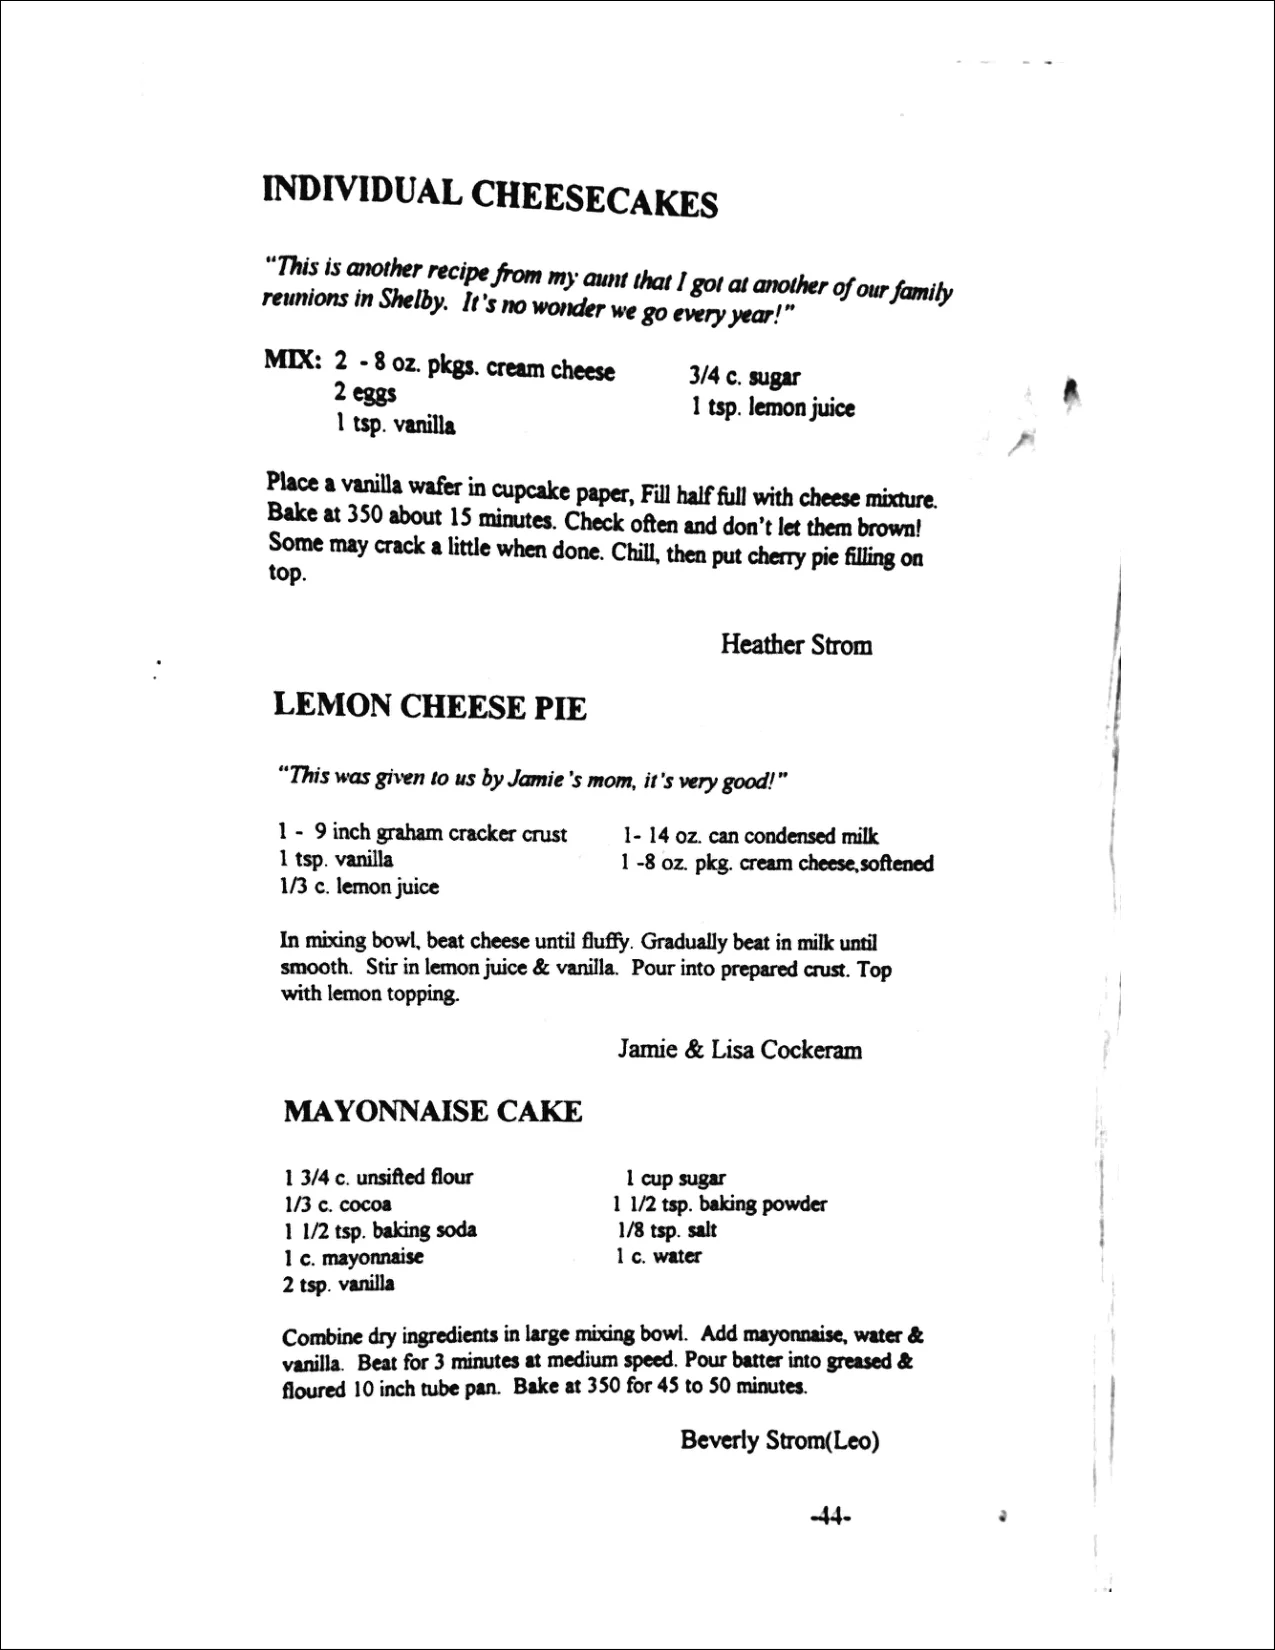 INDIVIDUAL CHEESECAKES
"This is another recipe from my aunt that I got at another of our family
reunions in Shelby.  It's no wonder we go every year!"
MIX: 2 - 8 oz. pkgs. cream cheese 3/4 c. sugar
2 eggs 1 tsp. lemon juice
1 tsp. vanilla
Place a vanilla wafer in cupcake paper, Fill half full with cheese mixture.
Bake at 350 about 15 minutes. Check often and don't let them brown!
Some may crack a little when done. Chill, then put cherry pie filling on
top.
Heather Strom
LEMON CHEESE PIE
"This was given to us by Jamie's mom, it's very good!"
1 - 9 inch graham cracker crust 1- 14 oz. can condensed milk
1 tsp. vanilla 1 -8 oz. pkg. cream cheese,softened
1/3 c. lemon juice
In mixing bowl, beat cheese until fluffy. Gradually beat in milk until
smooth.  Stir in lemon juice & vanilla.  Pour into prepared crust. Top
with lemon topping.
Jamie & Lisa Cockeram
MAYONNAISE CAKE
1 3/4 c. unsifted flour 1 cup sugar
1/3 c. cocoa 1 1/2 tsp. baking powder
1 1/2 tsp. baking soda 1/8 tsp. salt
1 c. mayonnaise 1 c. water
2 tsp. vanilla
Combine dry ingredients in large mixing bowl.  Add mayonnaise, water &
vanilla.  Beat for 3 minutes at medium speed. Pour batter into greased &
floured 10 inch tube pan.  Bake at 350 for 45 to 50 minutes.
Beverly Strom(Leo)
-44-